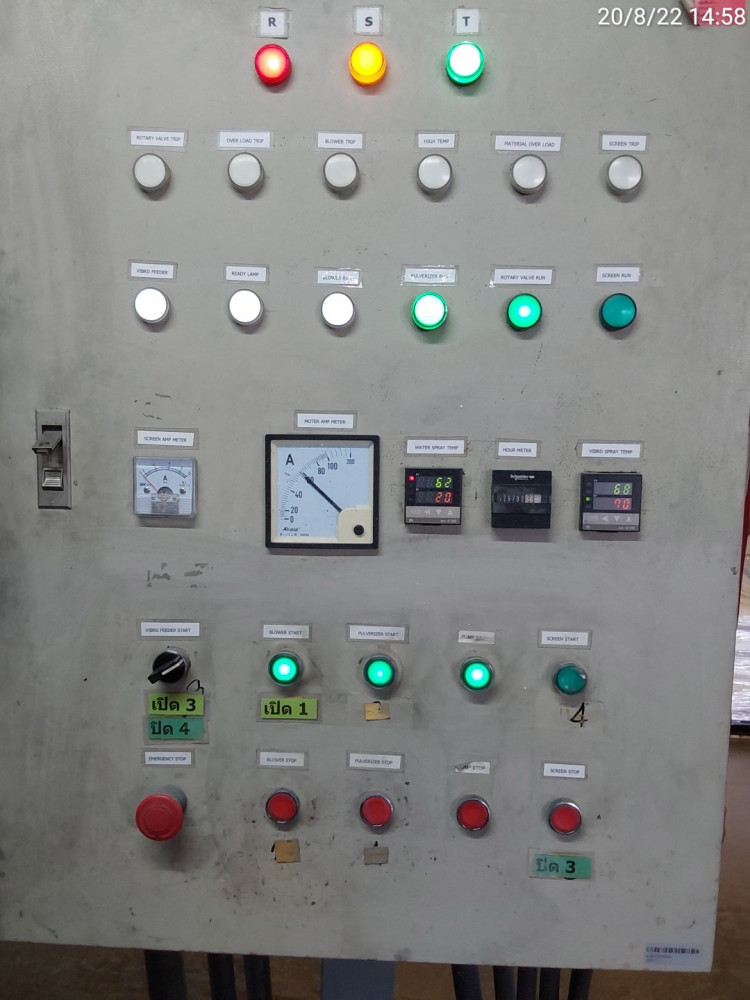 20/8/22 14:58
R S T
ROTARY VALVE TRIP OVER LOAD TRIP BLOWER TRIP HIGH TEMP MATERIAL OVER LOAD SCREEN TRIP
VIBRO FEEDER READY LAMP PULVERIZER ROTARY VALVE RUN SCREEN RUN
SCREEN AMP METER MOTER AMP METER WATER SPRAY TEMP HOUR METER VIBRO SPRAY TEMP
A
200
100
80
40
20
0
A
62
20
68
70
VIBRO FEEDER START BLOWER START PULVERIZER START SCREEN START
เปิด 3 เปิด 1
ปิด 4
4
EMERGENCY STOP BLOWER STOP PULVERIZER STOP STOP SCREEN STOP
ปิด 3